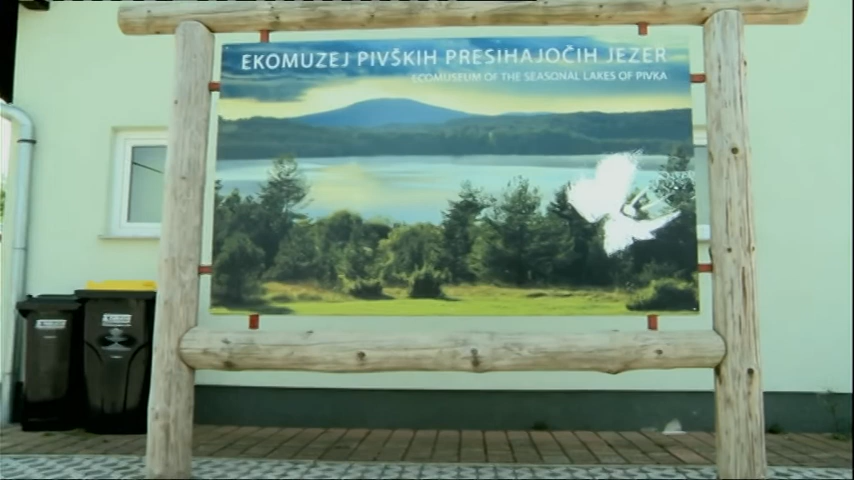 EKOMUZEJ PIVŠKIH PRESIHAJOČIH JEZER
ECOMUSEUM OF THE SEASONAL LAKES OF PIVKA